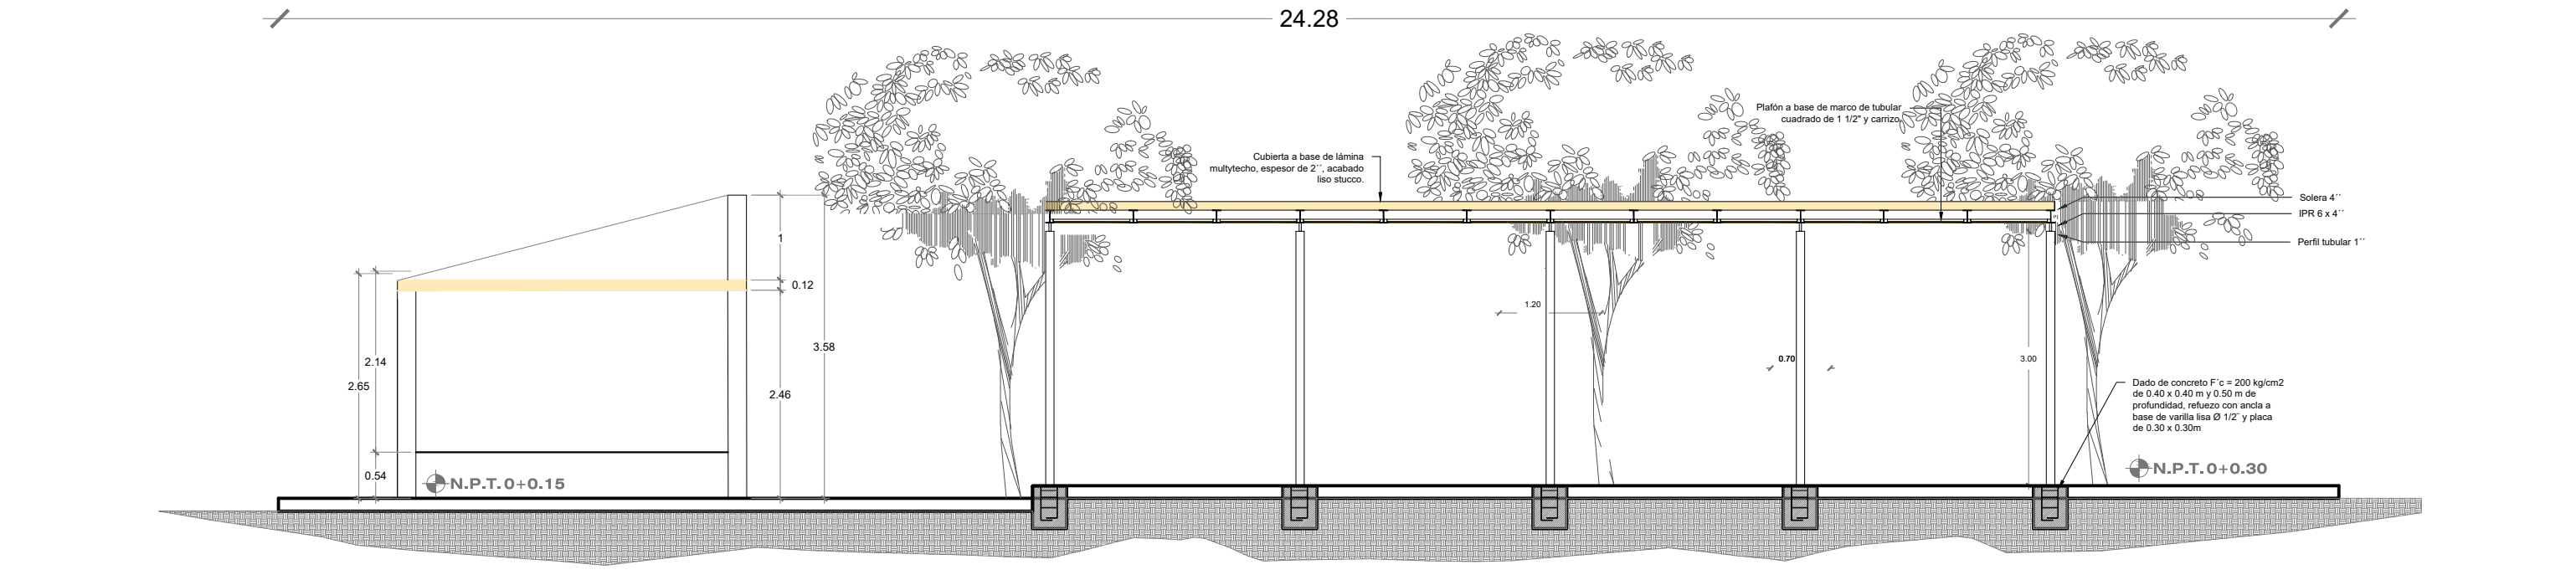 24.28
Plafón a base de marco de tubular
cuadrado de 1 1/2" y carrizo.
Cubierta a base de lámina
multytecho, espesor de 2´´, acabado
liso stucco.
Solera 4´´
IPR 6 x 4´´
Perfil tubular 1´´
1
0.12
1.20
3.58
2.14
0.70
3.00
2.65
2.46
Dado de concreto F´c = 200 kg/cm2
de 0.40 x 0.40 m y 0.50 m de
profundidad, refuezo con ancla a
base de varilla lisa Ø 1/2¨ y placa
de 0.30 x 0.30m
0.54
N.P.T. 0+0.15
N.P.T. 0+0.30